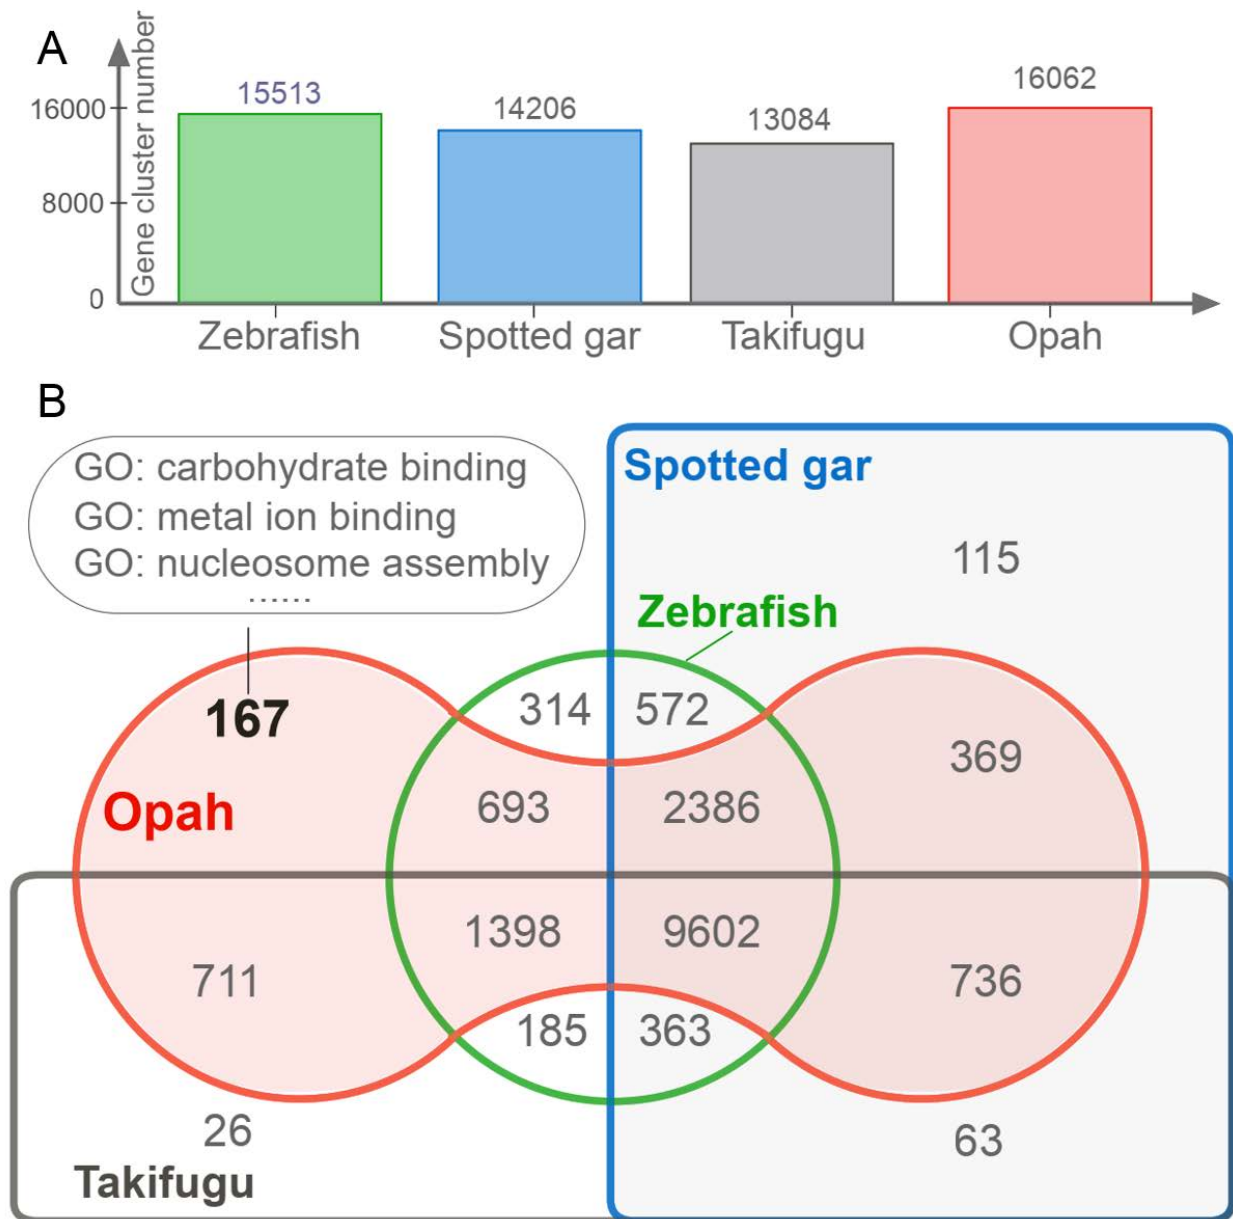 A
Gene cluster number
16000
8000
0
15513
14206
13084
16062
Zebrafish
Spotted gar
Takifugu
Opah
B
GO: carbohydrate binding
GO: metal ion binding
GO: nucleosome assembly
......
Spotted gar
115
Zebrafish
167
314
572
369
Opah
693
2386
1398
9602
711
736
185
363
26
63
Takifugu